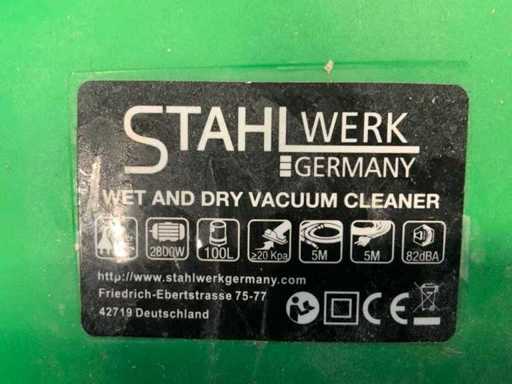 STAHLWERK
GERMANY
WET AND DRY VACUUM CLEANER
2800W 100L ≥20 Kpa 5M 5M 82dBA
http://www.stahlwerkgermany.com
Friedrich-Ebertstrasse 75-77
42719 Deutschland
CE